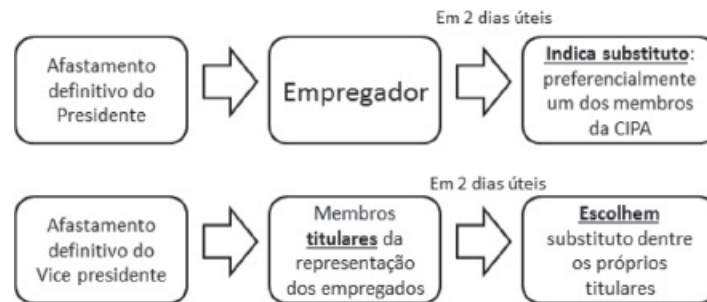 Em 2 dias úteis
Afastamento
definitivo do
Presidente
Empregador
Indica substituto:
preferencialmente
um dos membros
da CIPA
Em 2 dias úteis
Afastamento
definitivo do
Vice presidente
Membros
titulares da
representação
dos empregados
Escolhem
substituto dentre
os próprios
titulares